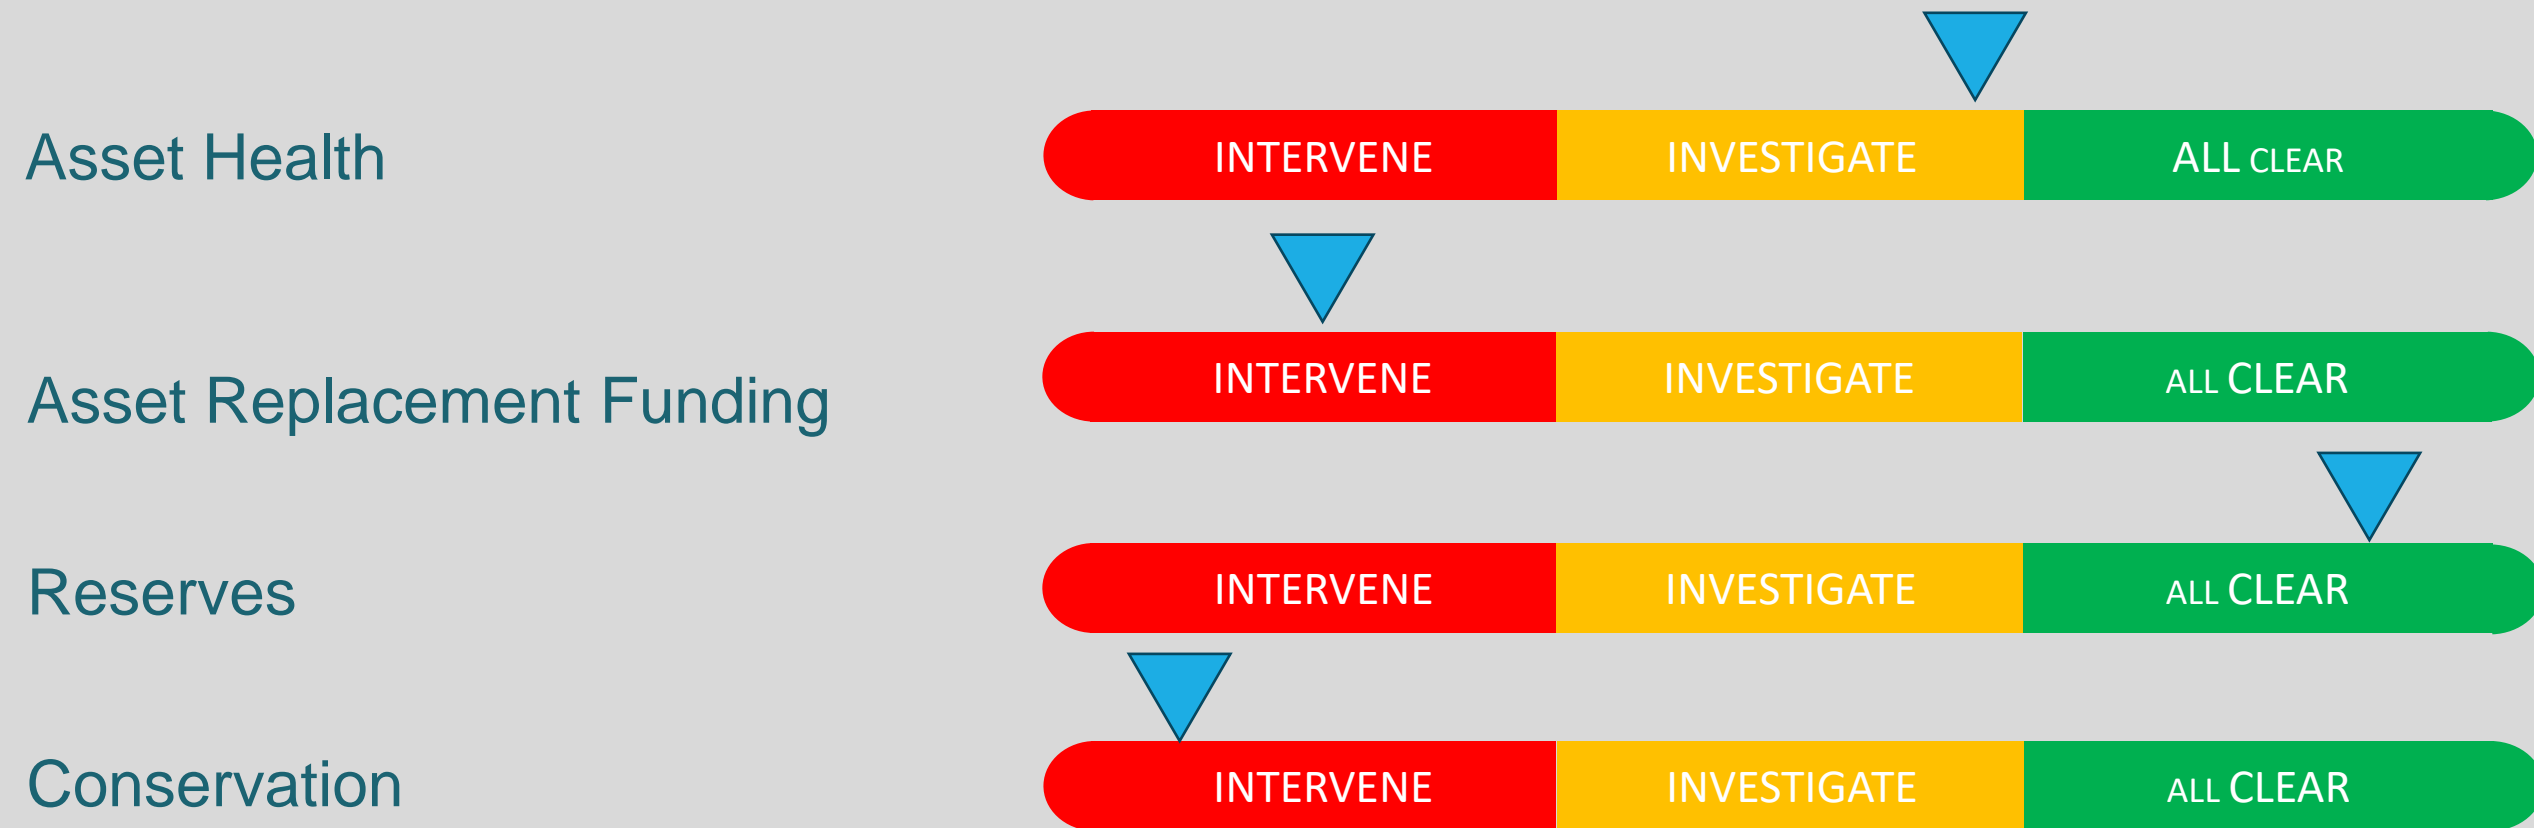 Asset Health INTERVENE INVESTIGATE ALL CLEAR
Asset Replacement Funding INTERVENE INVESTIGATE ALL CLEAR
Reserves INTERVENE INVESTIGATE ALL CLEAR
Conservation INTERVENE INVESTIGATE ALL CLEAR